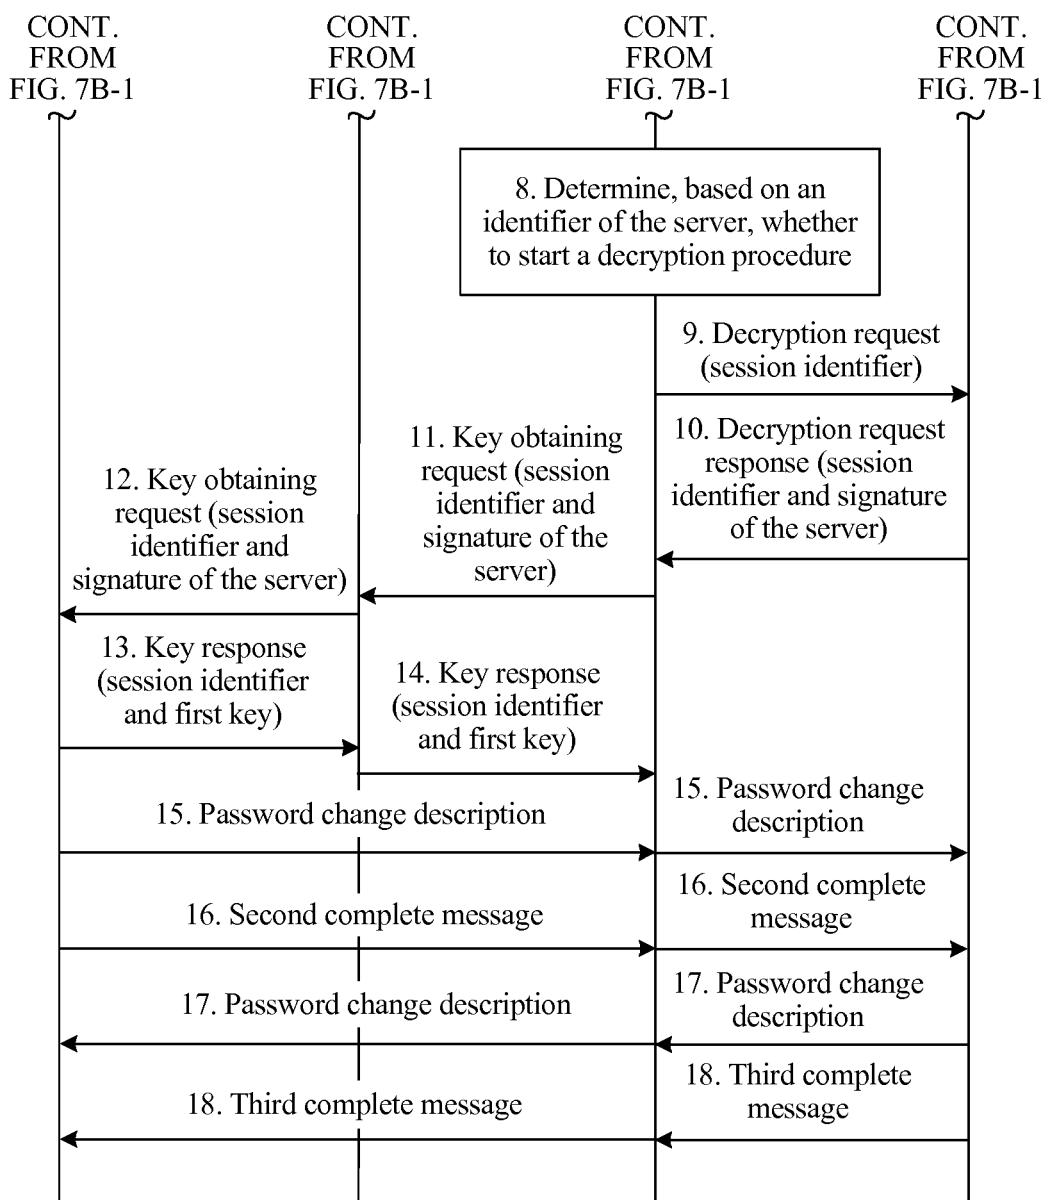 CONT.
FROM
FIG. 7B-1
CONT.
FROM
FIG. 7B-1
CONT.
FROM
FIG. 7B-1
CONT.
FROM
FIG. 7B-1
8. Determine, based on an
identifier of the server, whether
to start a decryption procedure
9. Decryption request
(session identifier)
10. Decryption request
response (session
identifier and signature
of the server)
11. Key obtaining
request (session
identifier and
signature of the
server)
12. Key obtaining
request (session
identifier and
signature of the server)
13. Key response
(session identifier
and first key)
14. Key response
(session identifier
and first key)
15. Password change description
15. Password change
description
16. Second complete message
16. Second complete
message
17. Password change description
17. Password change
description
18. Third complete message
18. Third complete
message